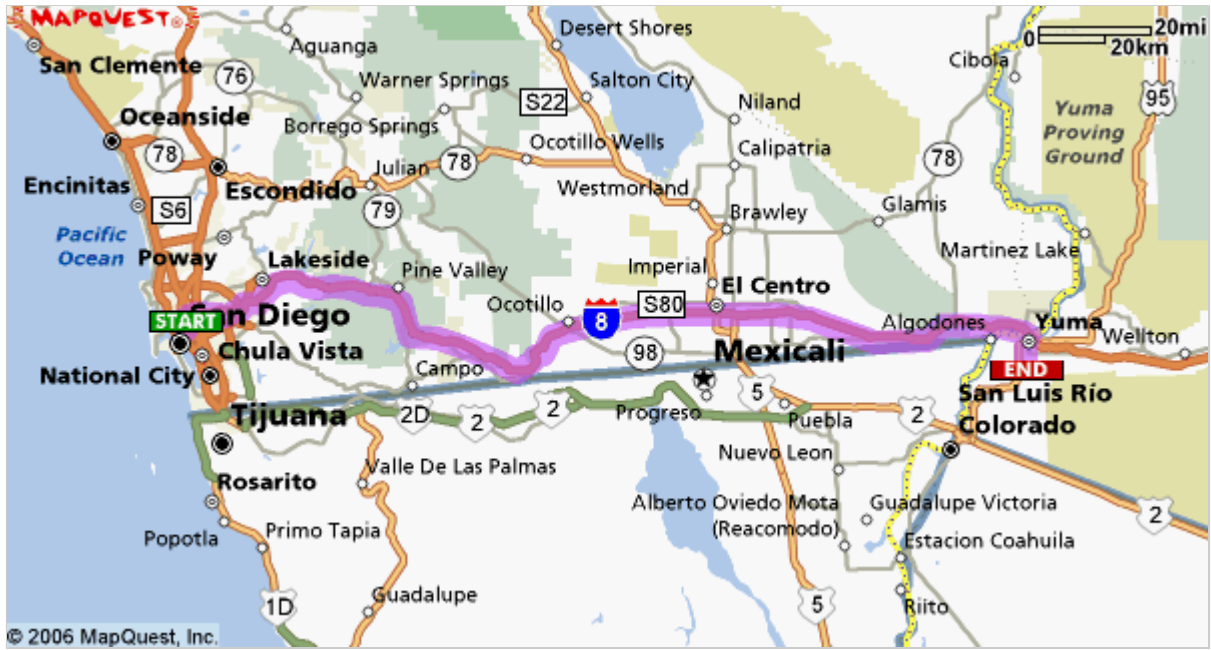 MAPQUEST®
20mi
0
20km
Desert Shores
Aguanga
San Clemente
76
Warner Springs
Salton City
Cibola
S22
95
Niland
Oceanside
Borrego Springs
Yuma
Proving
Ground
78
Ocotillo Wells
Calipatria
Julian
78
78
Encinitas
Escondido
Westmorland
S6
79
Brawley
Glamis
Pacific
Ocean
Martinez Lake
Poway
Lakeside
Pine Valley
Imperial
El Centro
Ocotillo
S80
START
San Diego
8
Algodones
Yuma
Wellton
Chula Vista
98
Mexicali
National City
Campo
END
San Luis Río
Colorado
5
Tijuana
2D
2
2
Progreso
Puebla
2
Nuevo Leon
Valle De Las Palmas
Rosarito
Alberto Oviedo Mota
(Reacomodo)
Guadalupe Victoria
2
Popotla
Primo Tapia
Estacion Coahuila
1D
Guadalupe
5
Riito
© 2006 MapQuest, Inc.